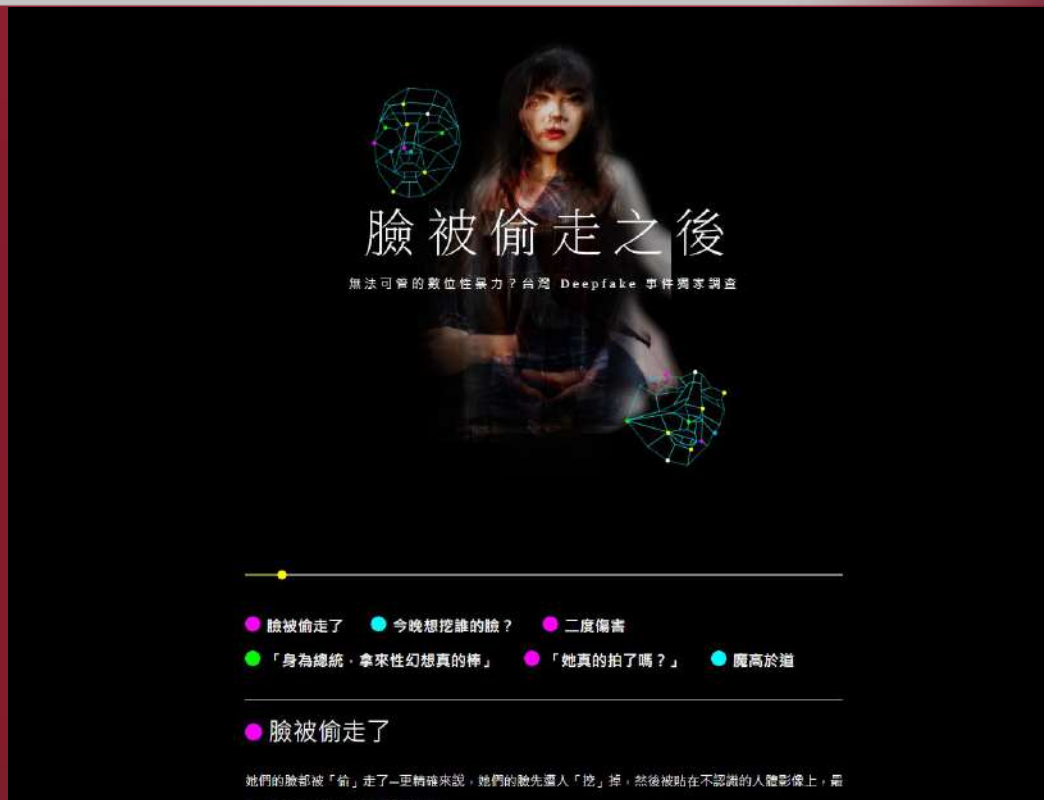 臉被偷走之後
無法可管的數位性暴力？台灣 Deepfake 事件獨家調查
臉被偷走了 今晚想挖誰的臉？ 二度傷害
「身為總統，拿來性幻想真的棒」 「她真的拍了嗎？」 魔高於道
臉被偷走了
她們的臉都被「偷」走了—更精確來說，她們的臉先遭人「挖」掉，然後被貼在不認識的人體影像上，最